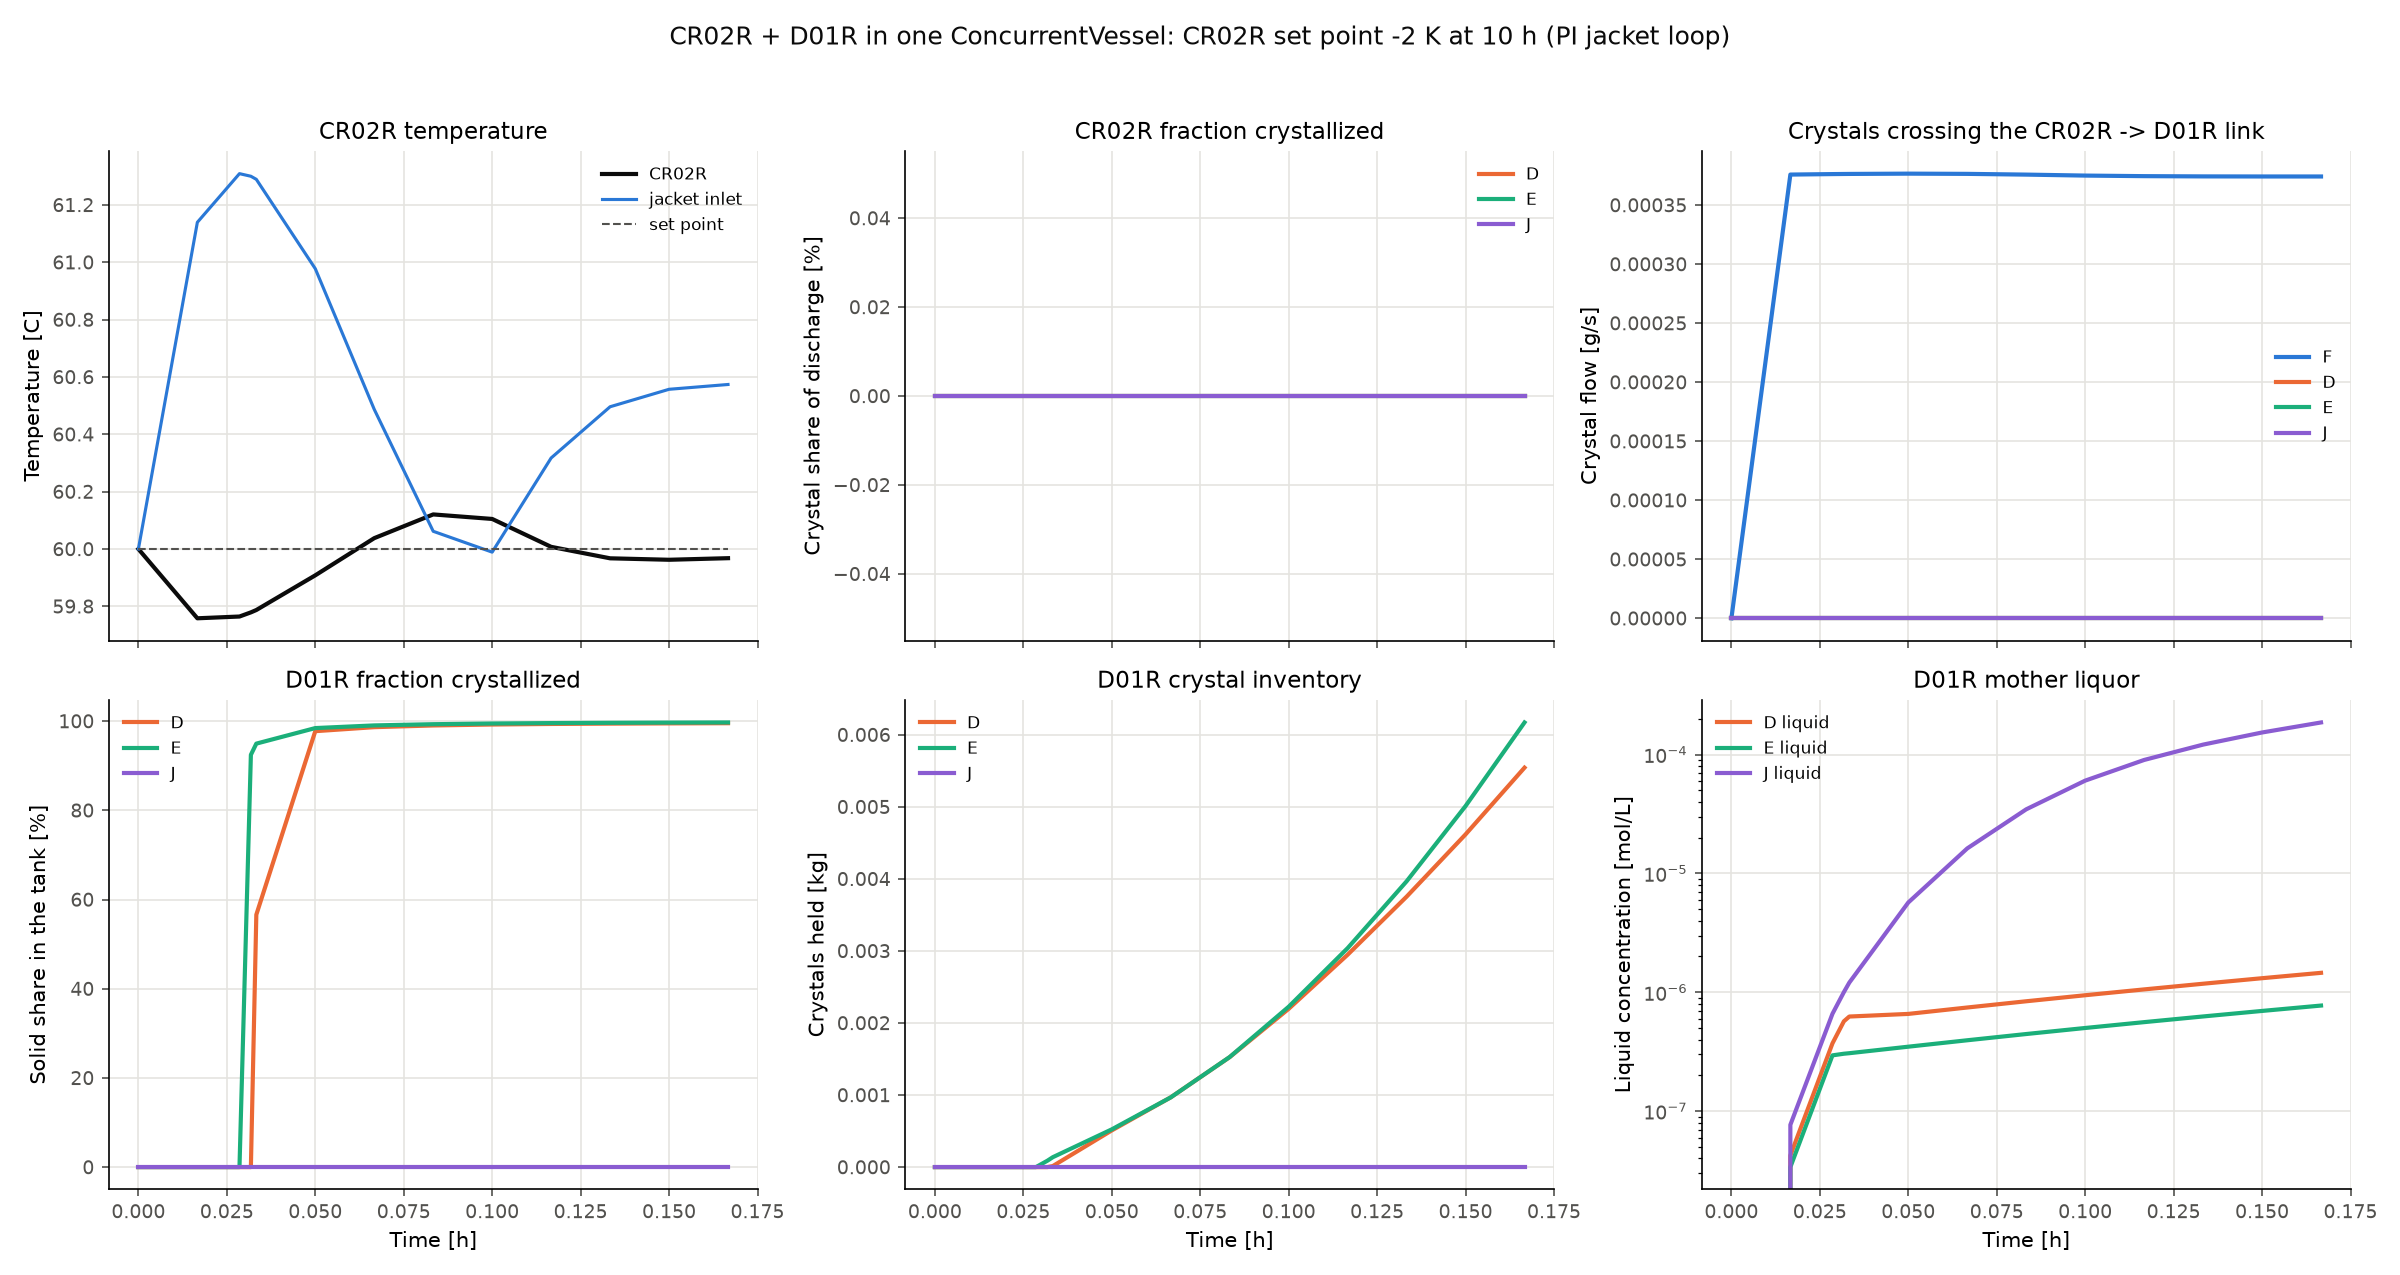 CR02R + D01R in one ConcurrentVessel: CR02R set point -2 K at 10 h (PI jacket loop)
CR02R temperature
Temperature [C]
61.2
61.0
60.8
60.6
60.4
60.2
60.0
59.8
CR02R
jacket inlet
set point
CR02R fraction crystallized
Crystal share of discharge [%]
0.04
0.02
0.00
−0.02
−0.04
D
E
J
Crystals crossing the CR02R -> D01R link
Crystal flow [g/s]
0.00035
0.00030
0.00025
0.00020
0.00015
0.00010
0.00005
0.00000
F
D
E
J
D01R fraction crystallized
Solid share in the tank [%]
100
80
60
40
20
0
D
E
J
0.000 0.025 0.050 0.075 0.100 0.125 0.150 0.175
Time [h]
D01R crystal inventory
Crystals held [kg]
0.006
0.005
0.004
0.003
0.002
0.001
0.000
D
E
J
0.000 0.025 0.050 0.075 0.100 0.125 0.150 0.175
Time [h]
D01R mother liquor
Liquid concentration [mol/L]
10⁻⁴
10⁻⁵
10⁻⁶
10⁻⁷
D liquid
E liquid
J liquid
0.000 0.025 0.050 0.075 0.100 0.125 0.150 0.175
Time [h]